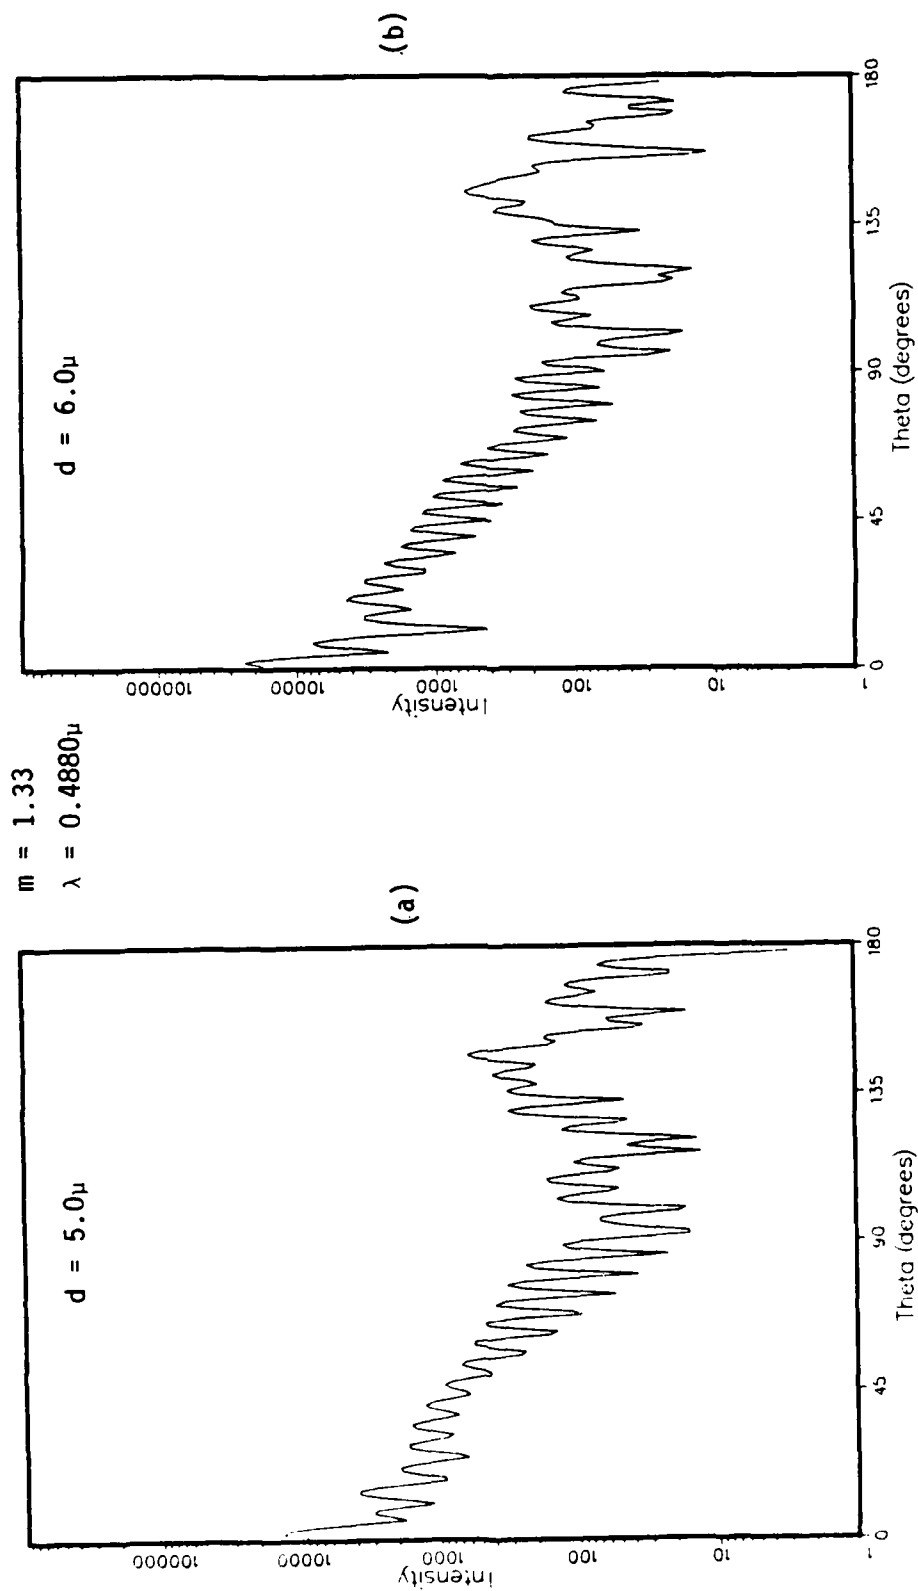 m = 1.33
λ = 0.4880μ
d = 5.0μ
Intensity
100000
10000
1000
100
10
1
0
45
90
135
180
Theta (degrees)
(a)
d = 6.0μ
Intensity
100000
10000
1000
100
10
1
0
45
90
135
180
Theta (degrees)
(b)